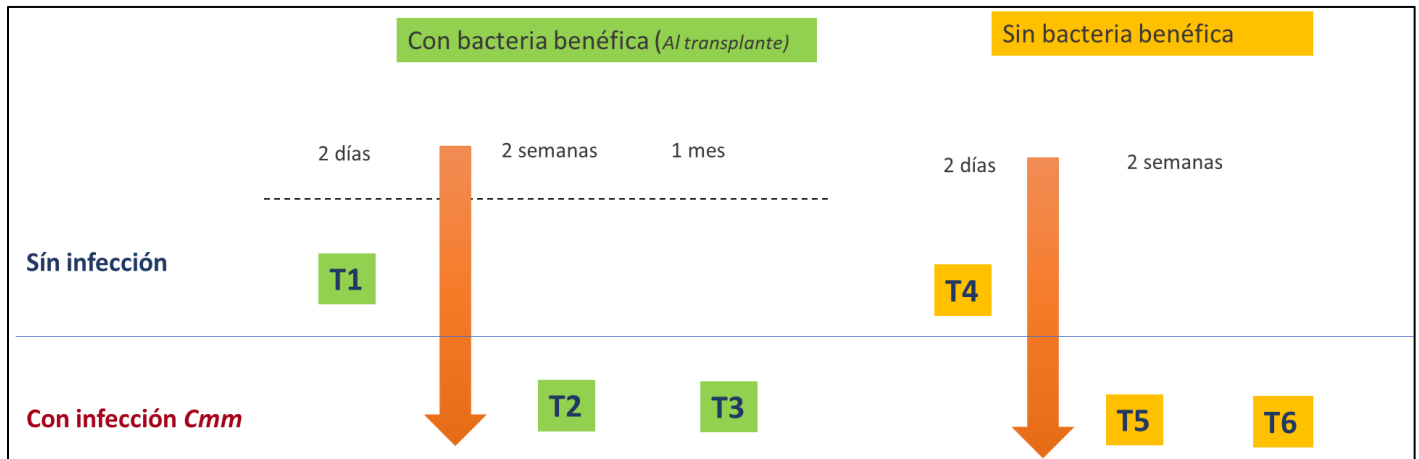 Con bacteria benéfica (Al transplante)
Sin bacteria benéfica
2 días
2 semanas
1 mes
2 días
2 semanas
Sín infección
T1
T4
Con infección Cmm
T2
T3
T5
T6